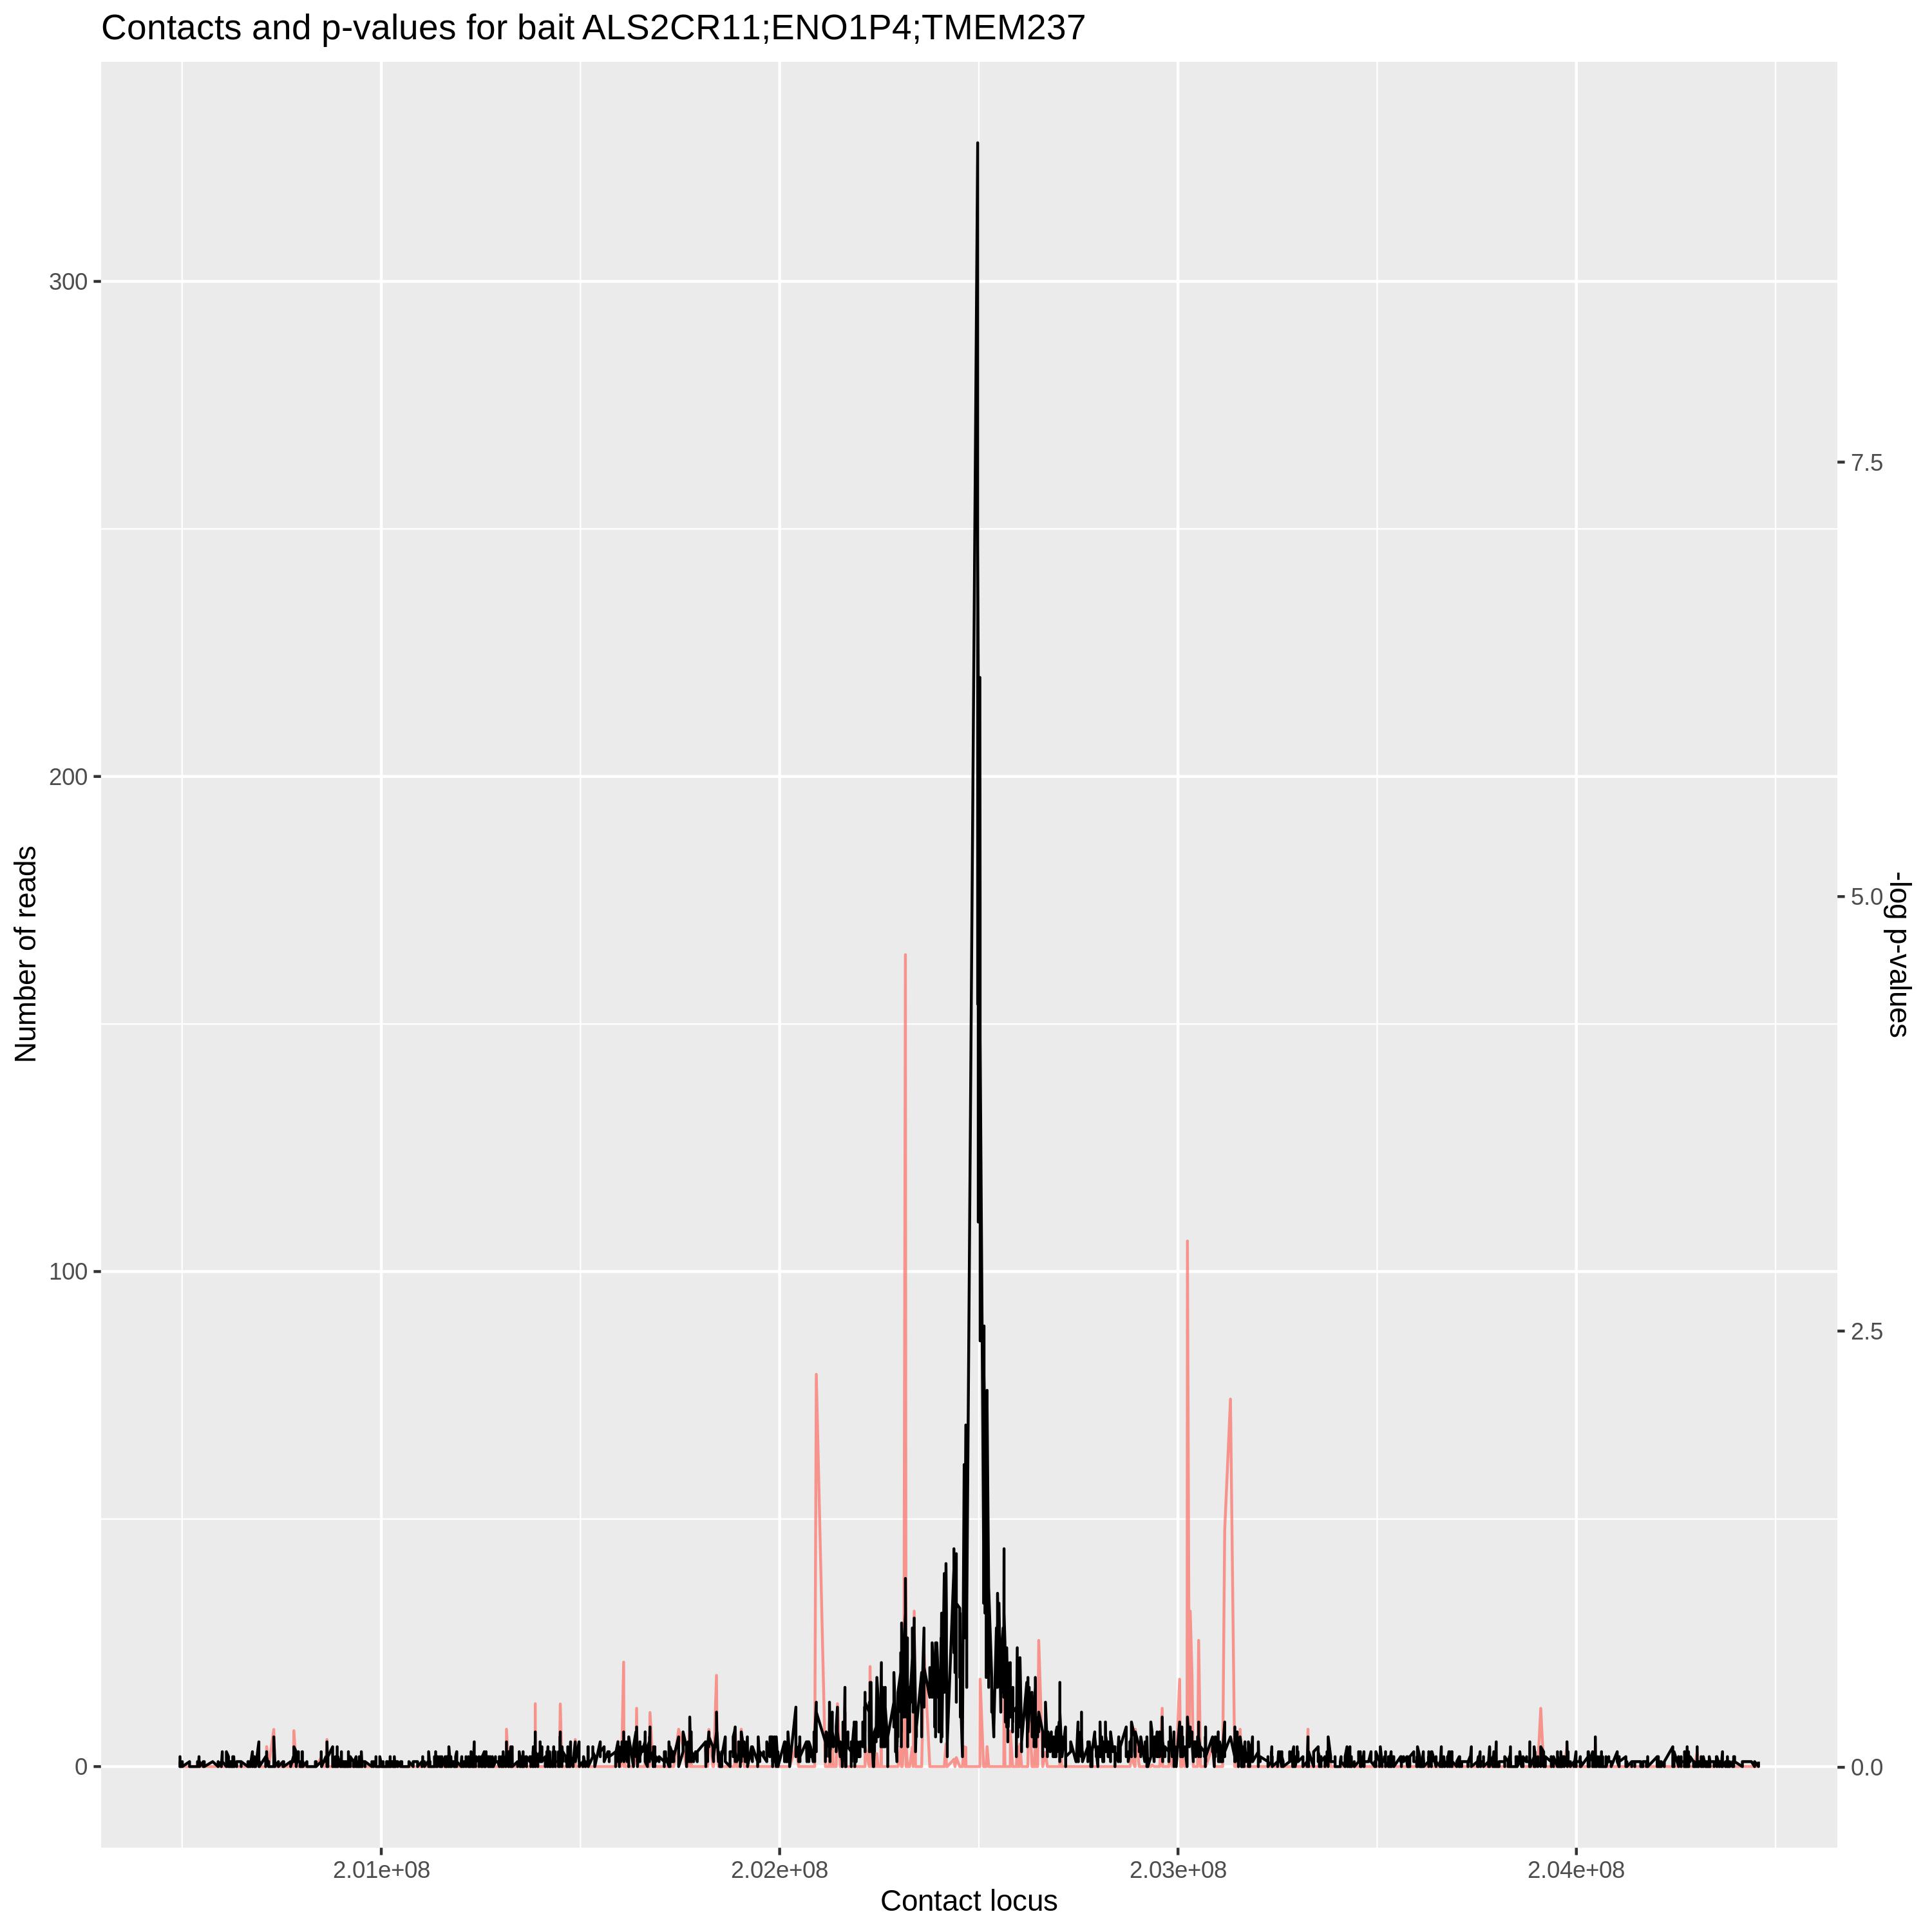 Contacts and p-values for bait ALS2CR11;ENO1P4;TMEM237
300
200
100
0
Number of reads
7.5
5.0
2.5
0.0
-log p-values
2.01e+08
2.02e+08
2.03e+08
2.04e+08
Contact locus